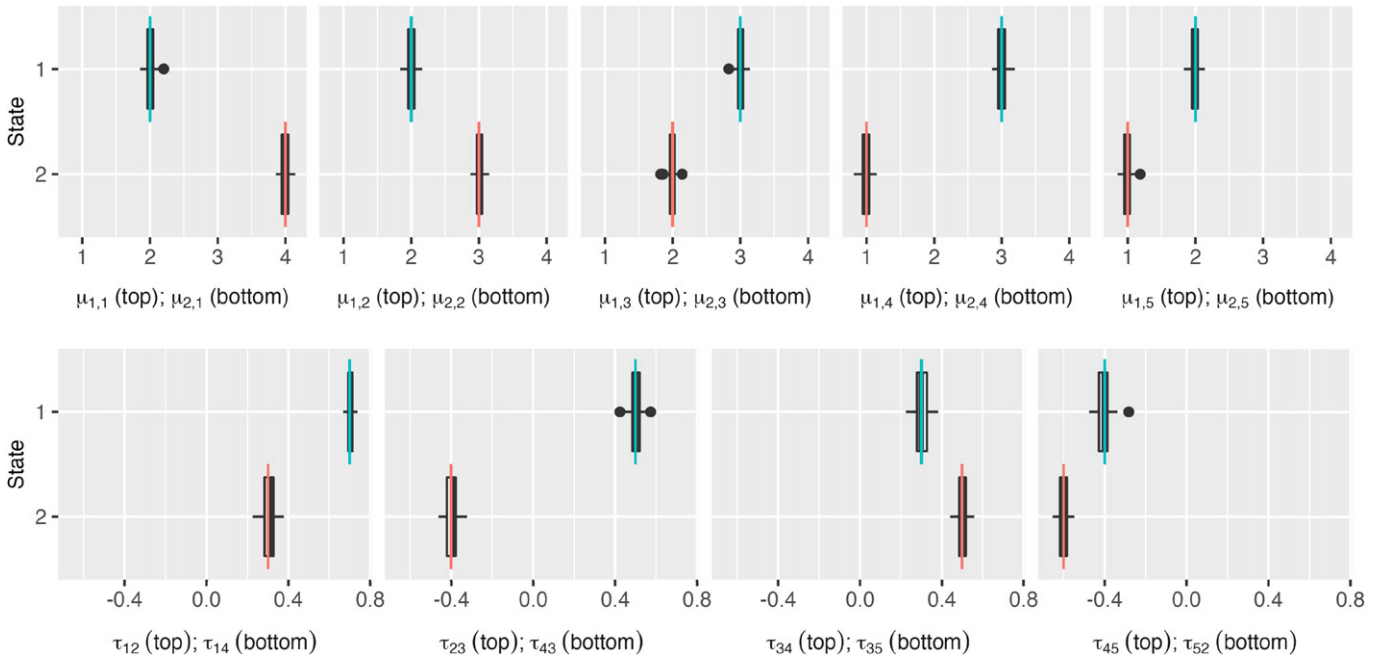 State
1
2
1 2 3 4
1 2 3 4
1 2 3 4
1 2 3 4
1 2 3 4
μ1,1 (top); μ2,1 (bottom)
μ1,2 (top); μ2,2 (bottom)
μ1,3 (top); μ2,3 (bottom)
μ1,4 (top); μ2,4 (bottom)
μ1,5 (top); μ2,5 (bottom)
State
1
2
-0.4 0.0 0.4 0.8
-0.4 0.0 0.4 0.8
-0.4 0.0 0.4 0.8
-0.4 0.0 0.4 0.8
τ12 (top); τ14 (bottom)
τ23 (top); τ43 (bottom)
τ34 (top); τ35 (bottom)
τ45 (top); τ52 (bottom)